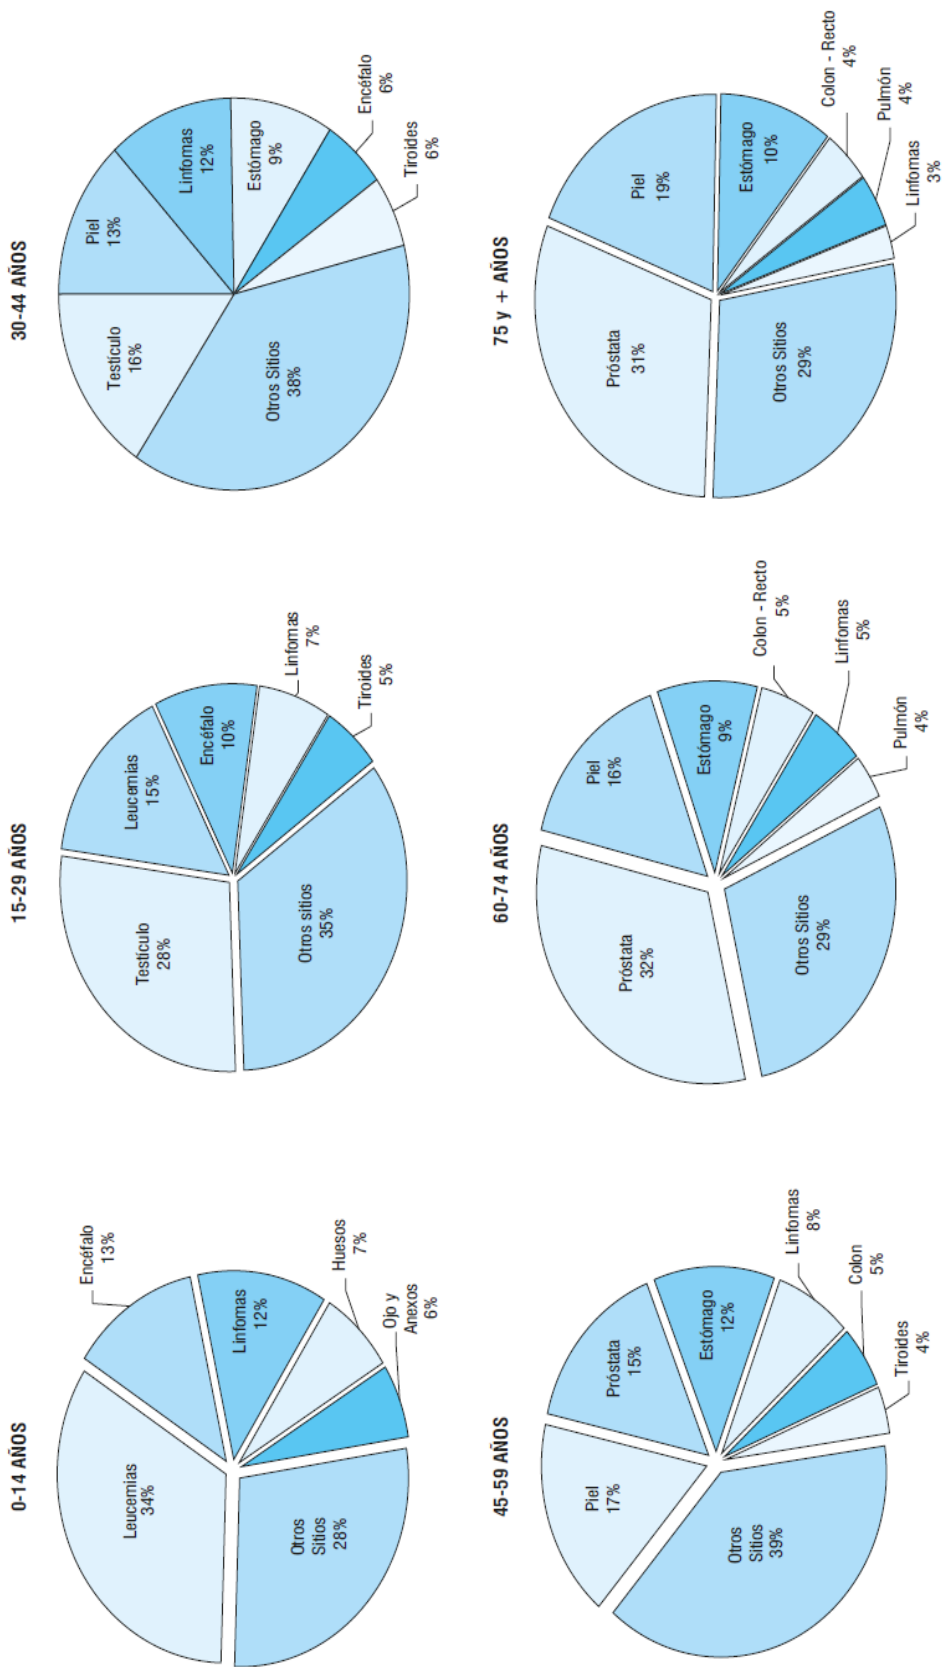 0-14 AÑOS
Leucemias
34%
Encéfalo
13%
Linfomas
12%
Huesos
7%
Ojo y
Anexos
6%
Otros
Sitios
28%
15-29 AÑOS
Testículo
28%
Leucemias
15%
Encéfalo
10%
Linfomas
7%
Tiroides
5%
Otros sitios
35%
30-44 AÑOS
Testículo
16%
Piel
13%
Linfomas
12%
Estómago
9%
Encéfalo
6%
Tiroides
6%
Otros Sitios
38%
45-59 AÑOS
Piel
17%
Próstata
15%
Estómago
12%
Linfomas
8%
Colon
5%
Tiroides
4%
Otros
Sitios
39%
60-74 AÑOS
Próstata
32%
Piel
16%
Estómago
9%
Colon - Recto
5%
Linfomas
5%
Pulmón
4%
Otros Sitios
29%
75 y + AÑOS
Próstata
31%
Piel
19%
Estómago
10%
Colon - Recto
4%
Pulmón
4%
Linfomas
3%
Otros Sitios
29%